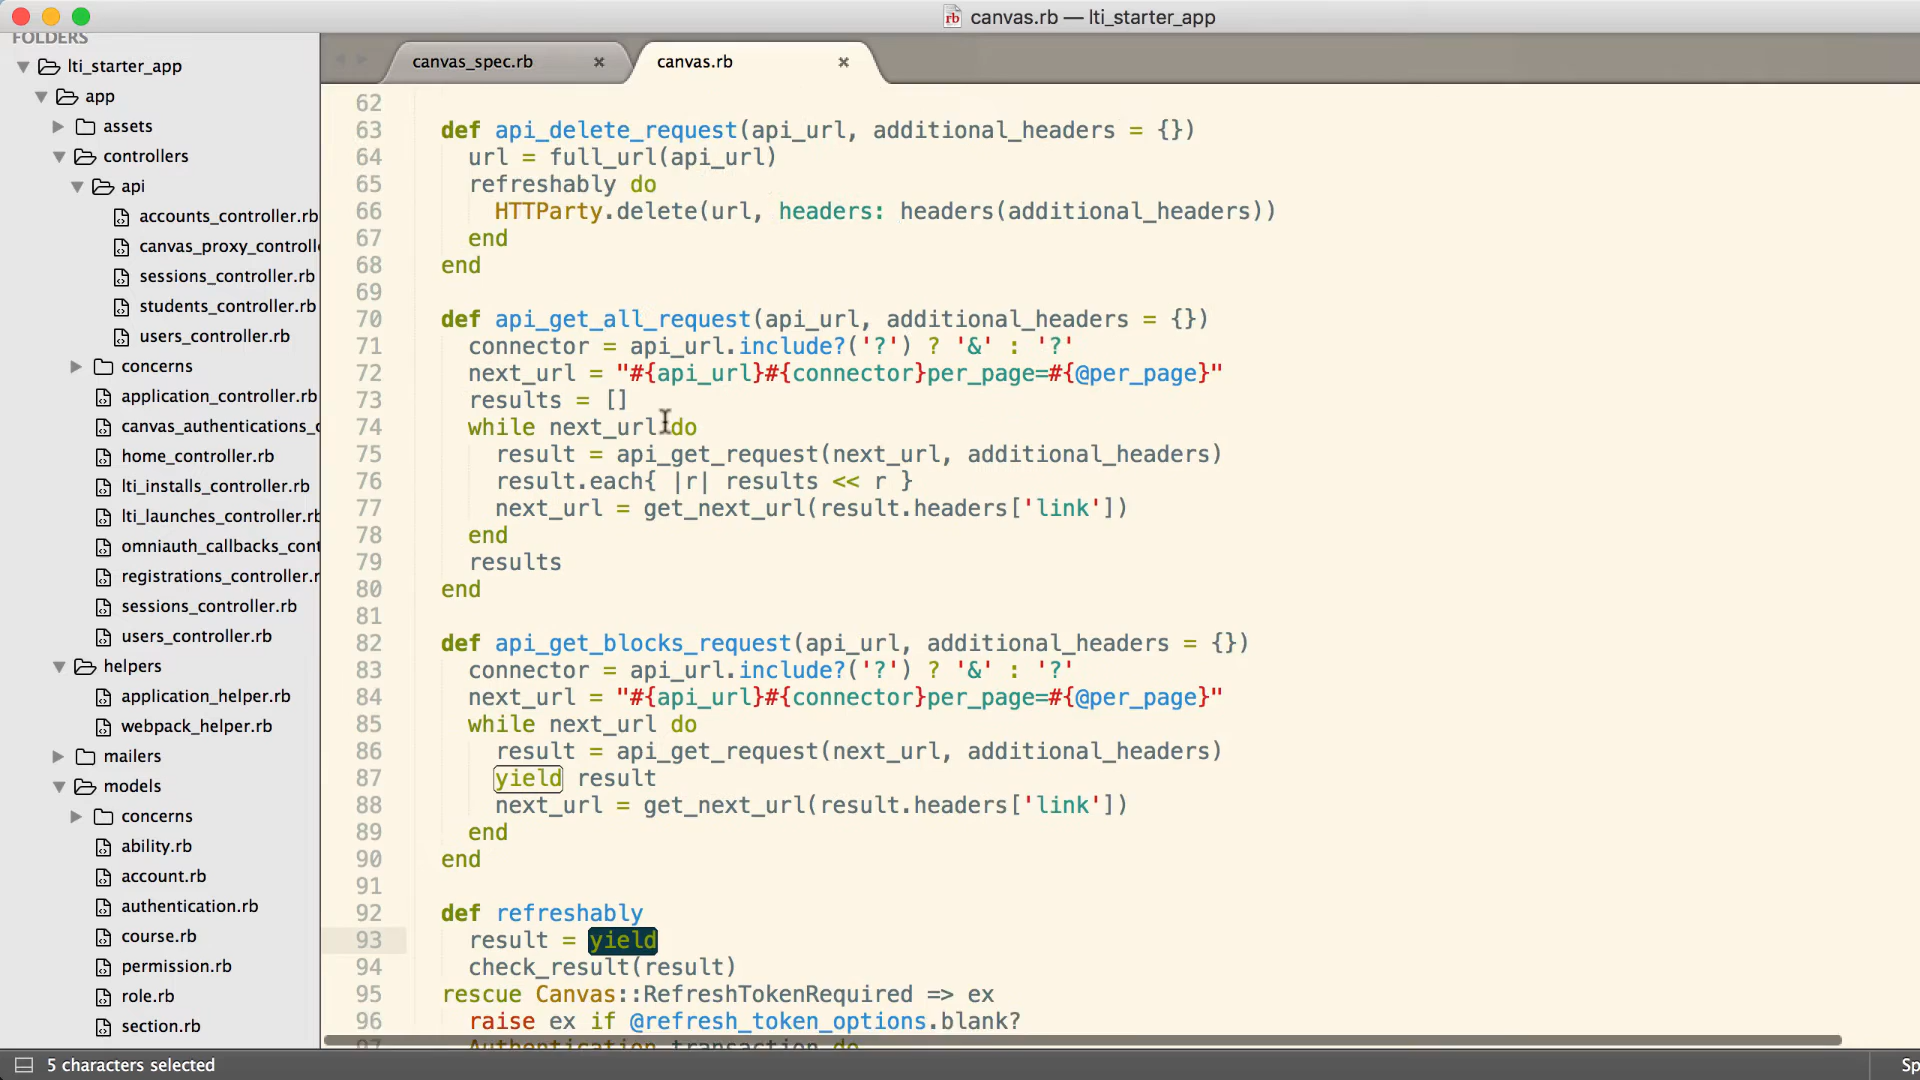 canvas.rb — lti_starter_app
FOLDERS
lti_starter_app
app
assets
controllers
api
accounts_controller.rb
canvas_proxy_controll
sessions_controller.rb
students_controller.rb
users_controller.rb
concerns
application_controller.rb
canvas_authentications_c
home_controller.rb
lti_installs_controller.rb
lti_launches_controller.rb
omniauth_callbacks_cont
registrations_controller.r
sessions_controller.rb
users_controller.rb
helpers
application_helper.rb
webpack_helper.rb
mailers
models
concerns
ability.rb
account.rb
authentication.rb
course.rb
permission.rb
role.rb
section.rb
canvas_spec.rb × canvas.rb ×
62
63 def api_delete_request(api_url, additional_headers = {})
64 url = full_url(api_url)
65 refreshably do
66 HTTParty.delete(url, headers: headers(additional_headers))
67 end
68 end
69
70 def api_get_all_request(api_url, additional_headers = {})
71 connector = api_url.include?('?') ? '&' : '?'
72 next_url = "#{api_url}#{connector}per_page=#{@per_page}"
73 results = []
74 while next_url do
75 result = api_get_request(next_url, additional_headers)
76 result.each{ |r| results << r }
77 next_url = get_next_url(result.headers['link'])
78 end
79 results
80 end
81
82 def api_get_blocks_request(api_url, additional_headers = {})
83 connector = api_url.include?('?') ? '&' : '?'
84 next_url = "#{api_url}#{connector}per_page=#{@per_page}"
85 while next_url do
86 result = api_get_request(next_url, additional_headers)
87 yield result
88 next_url = get_next_url(result.headers['link'])
89 end
90 end
91
92 def refreshably
93 result = yield
94 check_result(result)
95 rescue Canvas::RefreshTokenRequired => ex
96 raise ex if @refresh_token_options.blank?
97 Authentication.transaction do
5 characters selected
Sp